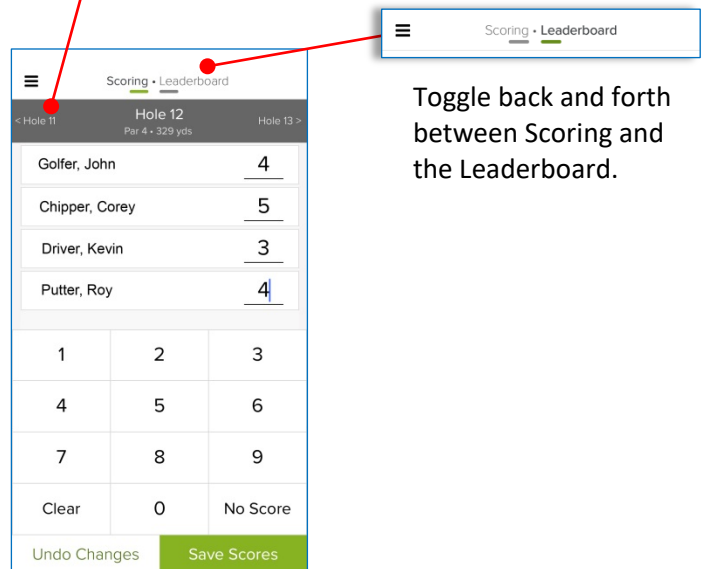 Scoring • Leaderboard
Scoring • Leaderboard
< Hole 11 Hole 12 Hole 13 >
Par 4 • 329 yds
Golfer, John 4
Chipper, Corey 5
Driver, Kevin 3
Putter, Roy 4
1 2 3
4 5 6
7 8 9
Clear 0 No Score
Undo Changes Save Scores
Toggle back and forth
between Scoring and
the Leaderboard.